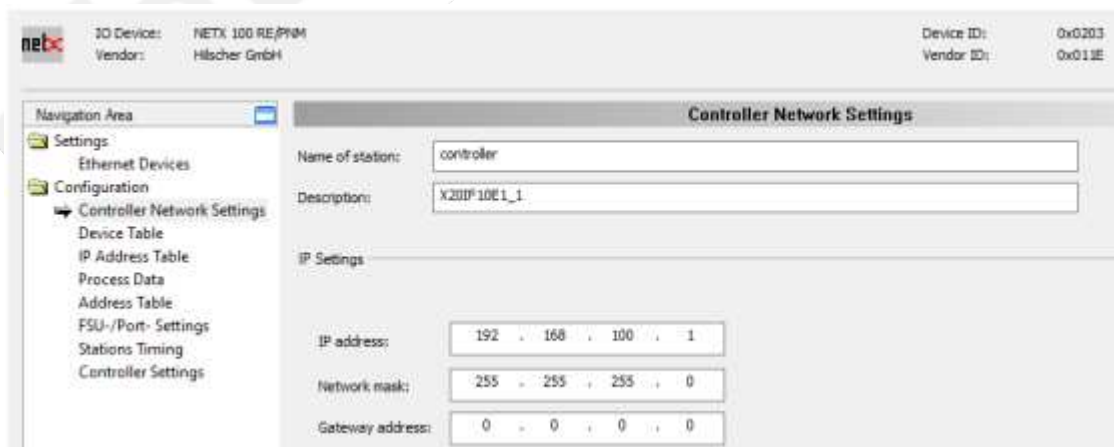 netx
IO Device: NETX 100 RE/PNM Device ID: 0x0203
Vendor: Hilscher GmbH Vendor ID: 0x011E
Navigation Area
Controller Network Settings
Settings
Ethernet Devices
Configuration
Controller Network Settings
Device Table
IP Address Table
Process Data
Address Table
FSU-/Port- Settings
Stations Timing
Controller Settings
Name of station: controller
Description: X20IF10E1_1
IP Settings
IP address: 192 . 168 . 100 . 1
Network mask: 255 . 255 . 255 . 0
Gateway address: 0 . 0 . 0 . 0